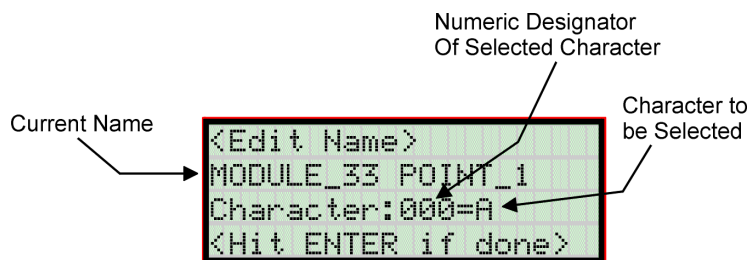 Numeric Designator
Of Selected Character
Character to
be Selected
Current Name
<Edit Name>
MODULE_33 POINT_1
Character:000=A
<Hit ENTER if done>